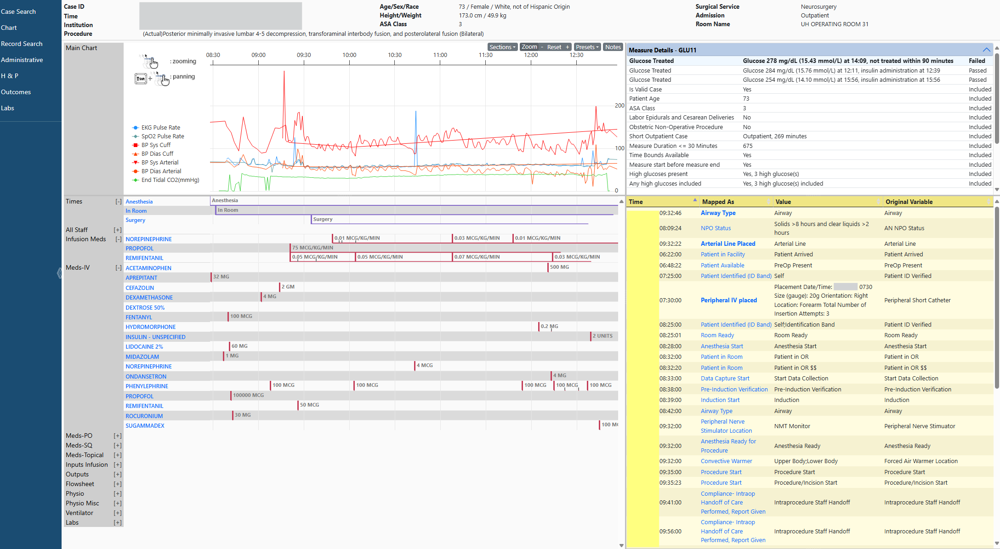 Case Search
Chart
Record Search
Administrative
H & P
Outcomes
Labs
Case ID
Time
Institution
Procedure (Actual)Posterior minimally invasive lumbar 4-5 decompression, transforaminal interbody fusion, and posterolateral fusion (Bilateral)
Age/Sex/Race 73 / Female / White, not of Hispanic Origin
Height/Weight 173.0 cm / 49.9 kg
ASA Class 3
Surgical Service Neurosurgery
Admission Outpatient
Room Name UH OPERATING ROOM 31
Main Chart
Sections Zoom - Reset + Presets Notes
: zooming
Shift + : panning
08:30 09:00 09:30 10:00 10:30 11:00 11:30 12:00 12:30
200
100
0
EKG Pulse Rate
SpO2 Pulse Rate
BP Sys Cuff
BP Dias Cuff
BP Sys Arterial
BP Dias Arterial
End Tidal CO2(mmHg)
Times [-] Anesthesia Anesthesia
In Room In Room
Surgery Surgery
All Staff [+]
Infusion Meds [-] NOREPINEPHRINE 0.01 MCG/KG/MIN 0.03 MCG/KG/MIN 0.01 MCG/KG/MIN
PROPOFOL 75 MCG/KG/MIN
REMIFENTANIL 0.05 MCG/KG/MIN 0.05 MCG/KG/MIN 0.07 MCG/KG/MIN 0.03 MCG/KG/MIN
Meds-IV [-] ACETAMINOPHEN 500 MG
APREPITANT 32 MG
CEFAZOLIN 2 GM
DEXAMETHASONE 4 MG
DEXTROSE 50%
FENTANYL 100 MCG
HYDROMORPHONE 0.2 MG
INSULIN - UNSPECIFIED 2 UNITS
LIDOCAINE 2% 60 MG
MIDAZOLAM 1 MG
NOREPINEPHRINE 4 MCG
ONDANSETRON 4 MG
PHENYLEPHRINE 100 MCG 100 MCG 100 MCG 100 MCG 100 MCG
PROPOFOL 100000 MCG
REMIFENTANIL 50 MCG
ROCURONIUM 30 MG
SUGAMMADEX 100 M
Meds-PO [+]
Meds-SQ [+]
Meds-Topical [+]
Inputs Infusion [+]
Outputs [+]
Flowsheet [+]
Physio [+]
Physio Misc [+]
Ventilator [+]
Labs [+]
Measure Details - GLU11
Glucose Treated Glucose 278 mg/dL (15.43 mmol/L) at 14:09, not treated within 90 minutes Failed
Glucose Treated Glucose 284 mg/dL (15.76 mmol/L) at 12:11, insulin administration at 12:39 Passed
Glucose Treated Glucose 254 mg/dL (14.10 mmol/L) at 15:56, insulin administration at 15:56 Passed
Is Valid Case Yes Included
Patient Age 73 Included
ASA Class 3 Included
Labor Epidurals and Cesarean Deliveries No Included
Obstetric Non-Operative Procedure No Included
Short Outpatient Case Outpatient, 269 minutes Included
Measure Duration <= 30 Minutes 675 Included
Time Bounds Available Yes Included
Measure start before measure end Yes Included
High glucoses present Yes, 3 high glucose(s) Included
Any high glucoses included Yes, 3 high glucose(s) included Included
Time Mapped As Value Original Variable
09:32:46 Airway Type Airway Airway
08:09:24 NPO Status Solids >8 hours and clear liquids >2 hours AN NPO Status
09:32:22 Arterial Line Placed Arterial Line Arterial Line
06:22:00 Patient in Facility Patient Arrived Patient Arrived
06:48:22 Patient Available PreOp Present PreOp Present
07:25:00 Patient Identified (ID Band) Self Patient ID Verified
07:30:00 Peripheral IV placed Placement Date/Time: 0730 Size (gauge): 20g Orientation: Right Location: Forearm Total Number of Insertion Attempts: 3 Peripheral Short Catheter
08:25:00 Patient Identified (ID Band) Self;Identification Band Patient ID Verified
08:25:01 Room Ready Room Ready Room Ready
08:28:00 Anesthesia Start Anesthesia Start Anesthesia Start
08:32:00 Patient in Room Patient in OR Patient in OR
08:32:20 Patient in Room Patient in OR $$ Patient in OR $$
08:33:00 Data Capture Start Start Data Collection Start Data Collection
08:38:00 Pre-Induction Verification Pre-Induction Verification Pre-Induction Verification
08:39:00 Induction Start Induction Induction
08:42:00 Airway Type Airway Airway
09:32:00 Peripheral Nerve Stimulator Location NMT Monitor Peripheral Nerve Stimuator
09:32:00 Anesthesia Ready for Procedure Anesthesia Ready Anesthesia Ready
09:32:00 Convective Warmer Upper Body;Lower Body Forced Air Warmer Location
09:35:00 Procedure Start Procedure Start Procedure Start
09:35:23 Procedure Start Procedure/Incision Start Procedure/Incision Start
09:41:00 Compliance- Intraop Handoff of Care Performed, Report Given Intraprocedure Staff Handoff Intraprocedure Staff Handoff
09:56:00 Compliance- Intraop Handoff of Care Performed, Report Given Intraprocedure Staff Handoff Intraprocedure Staff Handoff